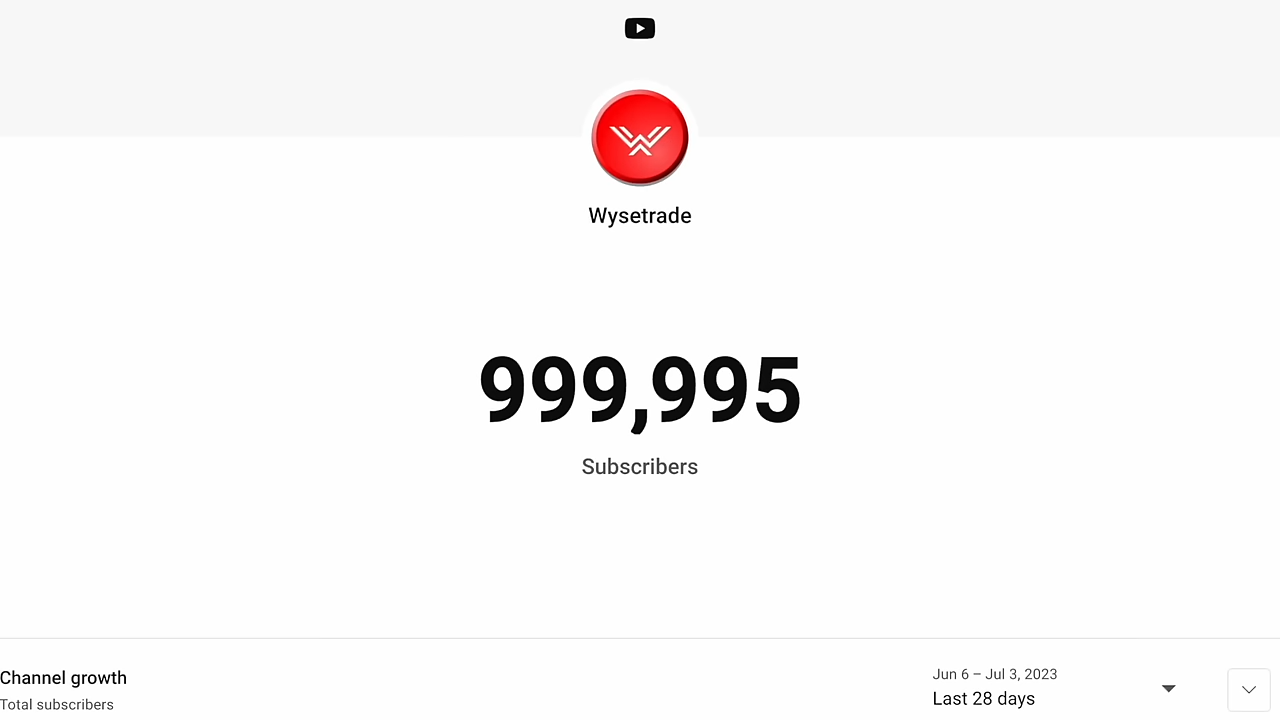 Wysetrade
999,995
Subscribers
Channel growth
Total subscribers
Jun 6 – Jul 3, 2023
Last 28 days